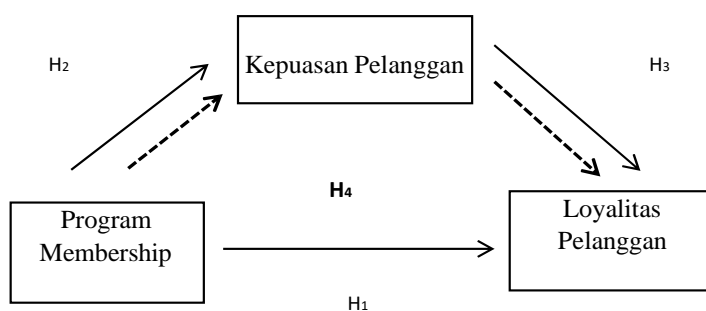 H₂
Kepuasan Pelanggan
H₃
H₄
Program
Membership
Loyalitas
Pelanggan
H₁